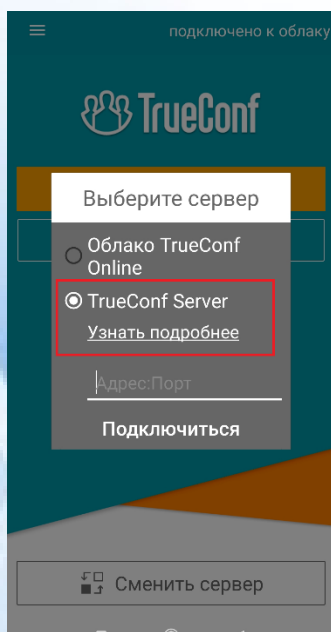 подключено к облаку
TrueConf
Выберите сервер
Облако TrueConf
Online
TrueConf Server
Узнать подробнее
Адрес:Порт
Подключиться
Сменить сервер